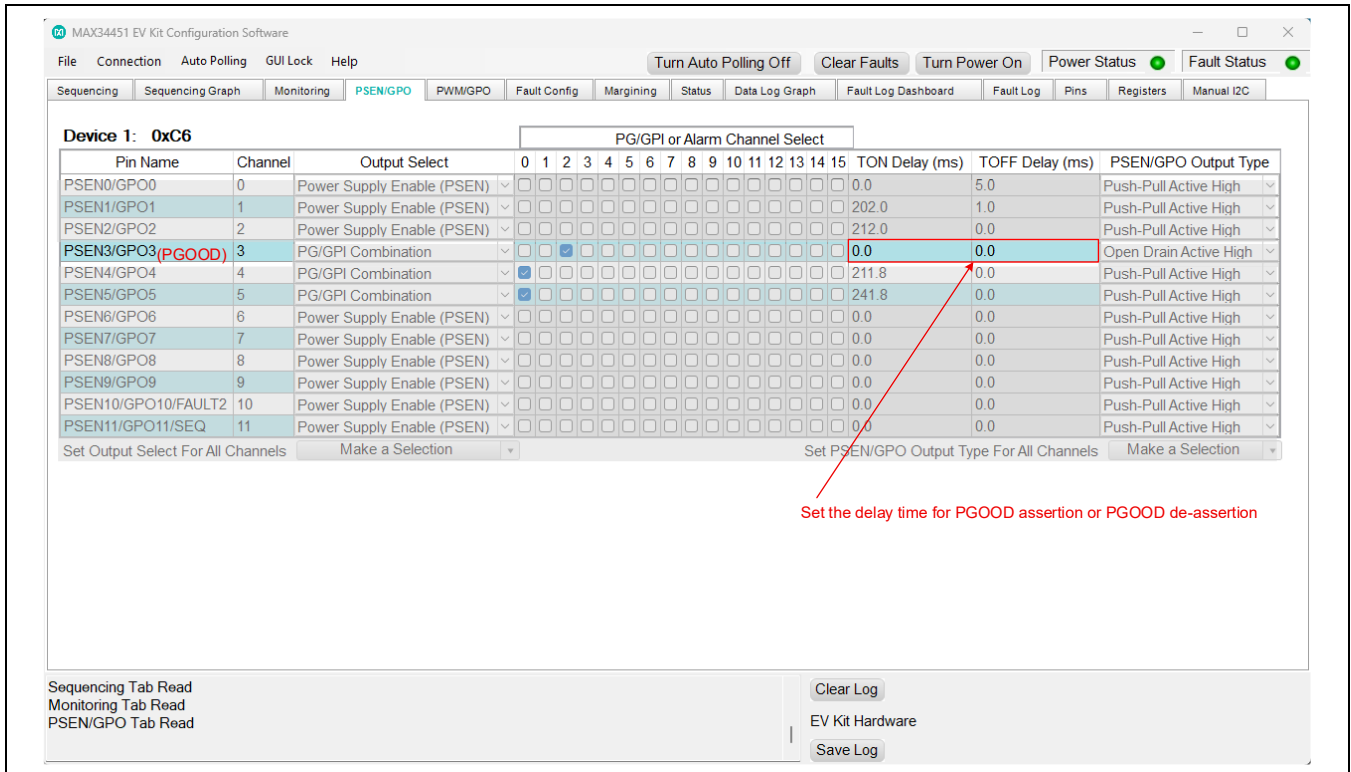 MAX34451 EV Kit Configuration Software
File Connection Auto Polling GUI Lock Help Turn Auto Polling Off Clear Faults Turn Power On Power Status Fault Status
Sequencing Sequencing Graph Monitoring PSEN/GPO PWM/GPO Fault Config Margining Status Data Log Graph Fault Log Dashboard Fault Log Pins Registers Manual I2C
Device 1: 0xC6
PG/GPI or Alarm Channel Select
Pin Name Channel Output Select 0 1 2 3 4 5 6 7 8 9 10 11 12 13 14 15 TON Delay (ms) TOFF Delay (ms) PSEN/GPO Output Type
PSEN0/GPO0 0 Power Supply Enable (PSEN) 0.0 5.0 Push-Pull Active High
PSEN1/GPO1 1 Power Supply Enable (PSEN) 202.0 1.0 Push-Pull Active High
PSEN2/GPO2 2 Power Supply Enable (PSEN) 212.0 0.0 Push-Pull Active High
PSEN3/GPO3(PGOOD) 3 PG/GPI Combination 0.0 0.0 Open Drain Active High
PSEN4/GPO4 4 PG/GPI Combination 211.8 0.0 Push-Pull Active High
PSEN5/GPO5 5 PG/GPI Combination 241.8 0.0 Push-Pull Active High
PSEN6/GPO6 6 Power Supply Enable (PSEN) 0.0 0.0 Push-Pull Active High
PSEN7/GPO7 7 Power Supply Enable (PSEN) 0.0 0.0 Push-Pull Active High
PSEN8/GPO8 8 Power Supply Enable (PSEN) 0.0 0.0 Push-Pull Active High
PSEN9/GPO9 9 Power Supply Enable (PSEN) 0.0 0.0 Push-Pull Active High
PSEN10/GPO10/FAULT2 10 Power Supply Enable (PSEN) 0.0 0.0 Push-Pull Active High
PSEN11/GPO11/SEQ 11 Power Supply Enable (PSEN) 0.0 0.0 Push-Pull Active High
Set Output Select For All Channels Make a Selection Set PSEN/GPO Output Type For All Channels Make a Selection
Set the delay time for PGOOD assertion or PGOOD de-assertion
Sequencing Tab Read
Monitoring Tab Read
PSEN/GPO Tab Read
Clear Log
EV Kit Hardware
Save Log